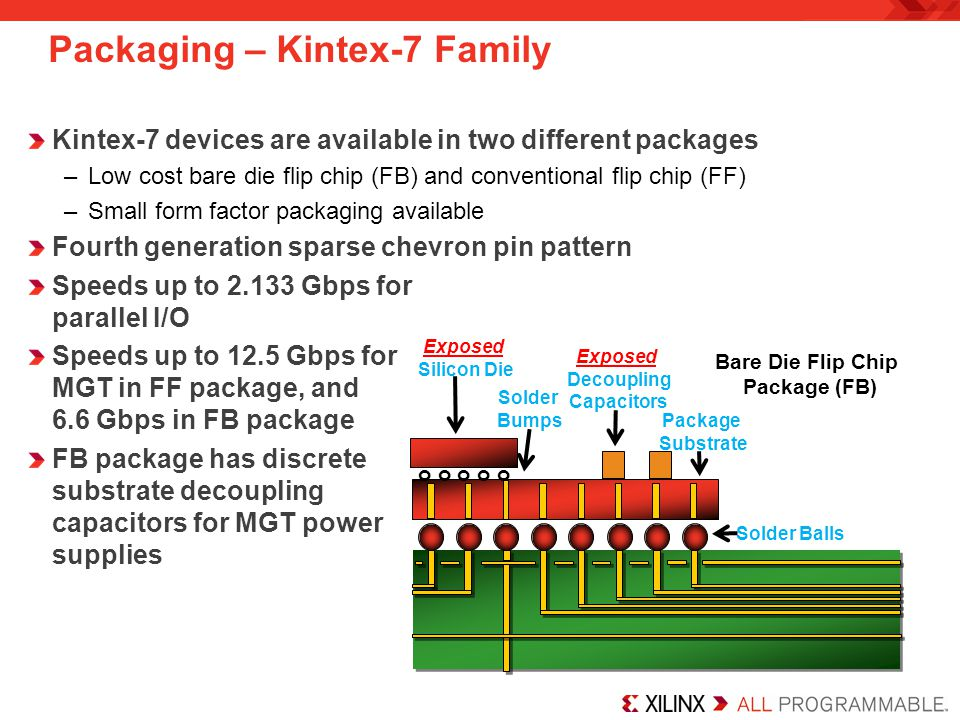 Packaging – Kintex-7 Family
Kintex-7 devices are available in two different packages
– Low cost bare die flip chip (FB) and conventional flip chip (FF)
– Small form factor packaging available
Fourth generation sparse chevron pin pattern
Speeds up to 2.133 Gbps for
parallel I/O
Speeds up to 12.5 Gbps for
MGT in FF package, and
6.6 Gbps in FB package
FB package has discrete
substrate decoupling
capacitors for MGT power
supplies
Exposed
Silicon Die
Solder
Bumps
Exposed
Decoupling
Capacitors
Package
Substrate
Bare Die Flip Chip
Package (FB)
Solder Balls
XILINX ALL PROGRAMMABLE.